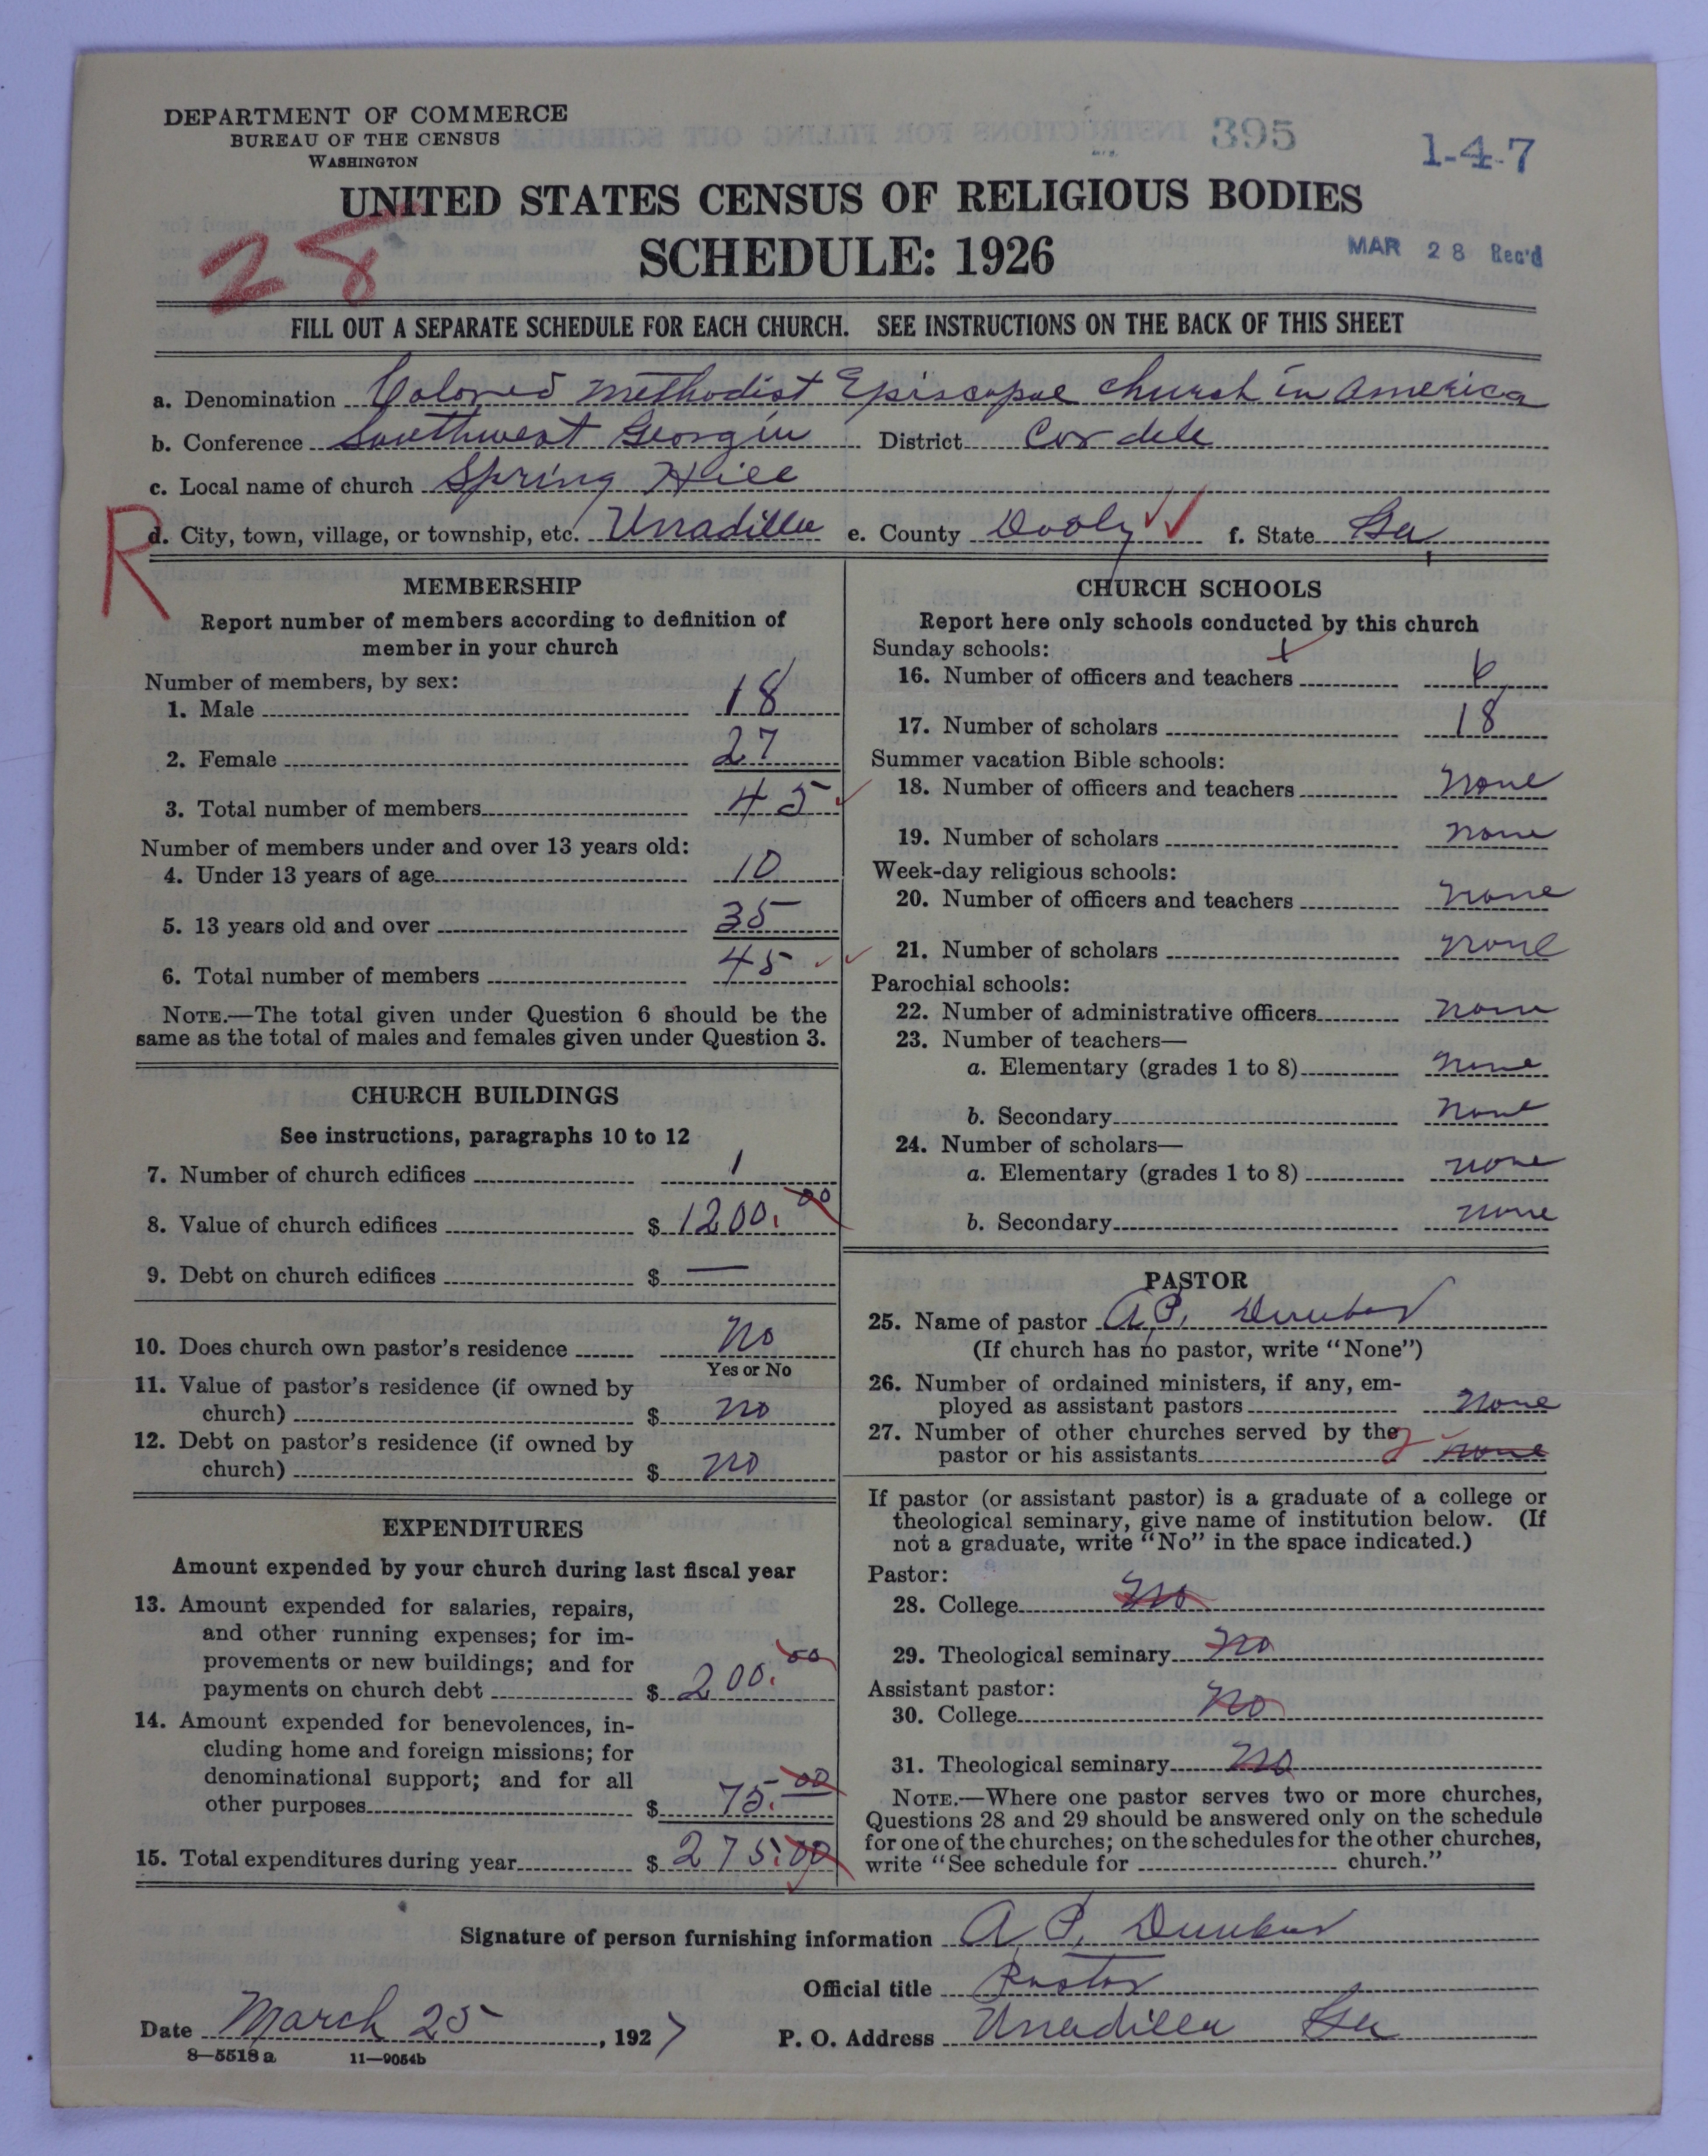 DEPARTMENT OF COMMERCE
BUREAU OF THE CENSUS
WASHINGTON
395
1-4-7
UNITED STATES CENSUS OF RELIGIOUS BODIES
SCHEDULE: 1926
28
MAR 28 Rec'd
FILL OUT A SEPARATE SCHEDULE FOR EACH CHURCH. SEE INSTRUCTIONS ON THE BACK OF THIS SHEET
a. Denomination Colored Methodist Episcopal Church in America
b. Conference Southwest Georgia District Cordele
c. Local name of church Spring Hill
R
d. City, town, village, or township, etc. Unadilla e. County Dooly f. State Ga.
MEMBERSHIP
Report number of members according to definition of
member in your church
Number of members, by sex:
1. Male 18
2. Female 27
3. Total number of members 45
Number of members under and over 13 years old:
4. Under 13 years of age 10
5. 13 years old and over 35
6. Total number of members 45
NOTE.—The total given under Question 6 should be the
same as the total of males and females given under Question 3.
CHURCH BUILDINGS
See instructions, paragraphs 10 to 12
7. Number of church edifices 1
8. Value of church edifices $ 1200.00
9. Debt on church edifices $ —
10. Does church own pastor's residence No
Yes or No
11. Value of pastor's residence (if owned by
church) $ no
12. Debt on pastor's residence (if owned by
church) $ no
EXPENDITURES
Amount expended by your church during last fiscal year
13. Amount expended for salaries, repairs,
and other running expenses; for im-
provements or new buildings; and for
payments on church debt $ 200.00
14. Amount expended for benevolences, in-
cluding home and foreign missions; for
denominational support; and for all
other purposes $ 75.00
15. Total expenditures during year $ 275.00
CHURCH SCHOOLS
Report here only schools conducted by this church
Sunday schools:
16. Number of officers and teachers 6
17. Number of scholars 18
Summer vacation Bible schools:
18. Number of officers and teachers none
19. Number of scholars none
Week-day religious schools:
20. Number of officers and teachers none
21. Number of scholars none
Parochial schools:
22. Number of administrative officers none
23. Number of teachers—
a. Elementary (grades 1 to 8) none
b. Secondary none
24. Number of scholars—
a. Elementary (grades 1 to 8) none
b. Secondary none
PASTOR
25. Name of pastor A.P. Dunbar
(If church has no pastor, write "None")
26. Number of ordained ministers, if any, em-
ployed as assistant pastors none
27. Number of other churches served by the
pastor or his assistants 2 none
If pastor (or assistant pastor) is a graduate of a college or
theological seminary, give name of institution below. (If
not a graduate, write "No" in the space indicated.)
Pastor:
28. College no
29. Theological seminary no
Assistant pastor:
30. College no
31. Theological seminary no
NOTE.—Where one pastor serves two or more churches,
Questions 28 and 29 should be answered only on the schedule
for one of the churches; on the schedules for the other churches,
write "See schedule for church."
Signature of person furnishing information A.P. Dunbar
Official title Pastor
Date March 25, 1927 P. O. Address Unadilla Ga
8—5518 a 11—9054b